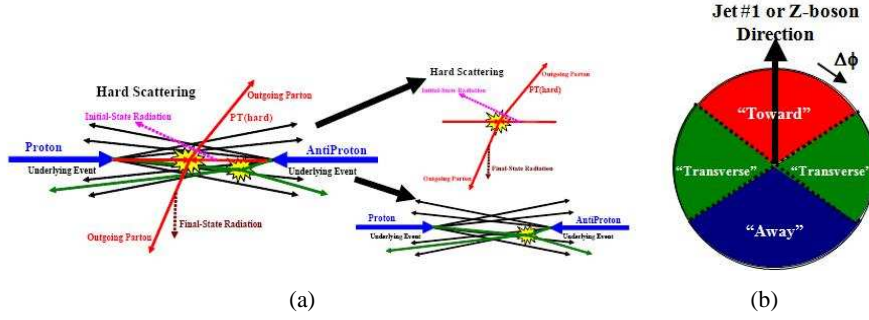 Hard Scattering
Outgoing Parton
Initial-State Radiation
PT(hard)
Proton
AntiProton
Underlying Event
Underlying Event
Final-State Radiation
Outgoing Parton
Hard Scattering
Outgoing Parton
PT(hard)
Initial-State Radiation
Final-State Radiation
Outgoing Parton
Proton
AntiProton
Underlying Event
Underlying Event
(a)
Jet #1 or Z-boson
Direction
Δϕ
“Toward”
“Transverse”
“Transverse”
“Away”
(b)